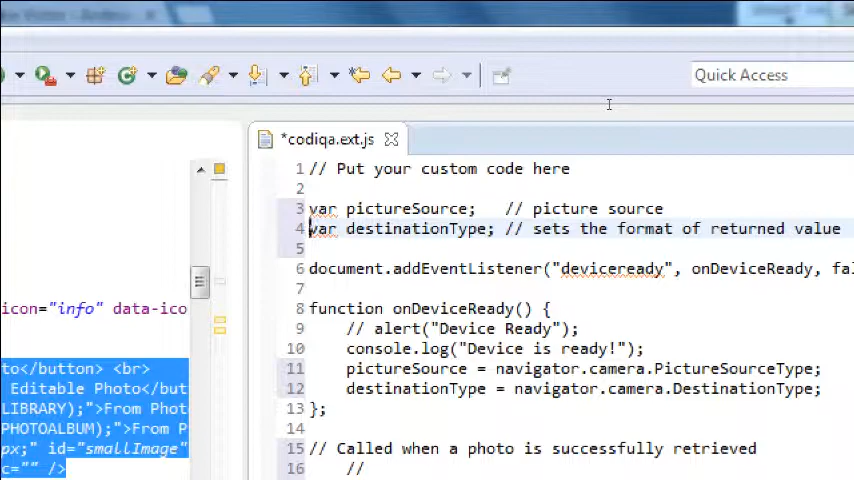 Quick Access
*codiqa.ext.js
1 // Put your custom code here
2
3 var pictureSource;   // picture source
4 var destinationType; // sets the format of returned value
5
6 document.addEventListener("deviceready", onDeviceReady, fal
7
8 function onDeviceReady() {
9     // alert("Device Ready");
10     console.log("Device is ready!");
11     pictureSource = navigator.camera.PictureSourceType;
12     destinationType = navigator.camera.DestinationType;
13 };
14
15 // Called when a photo is successfully retrieved
16     //
icon="info" data-ico
to</button> <br>
Editable Photo</butt
LIBRARY);">From Phot
PHOTOALBUM);">From P
px;" id="smallImage"
c="" />